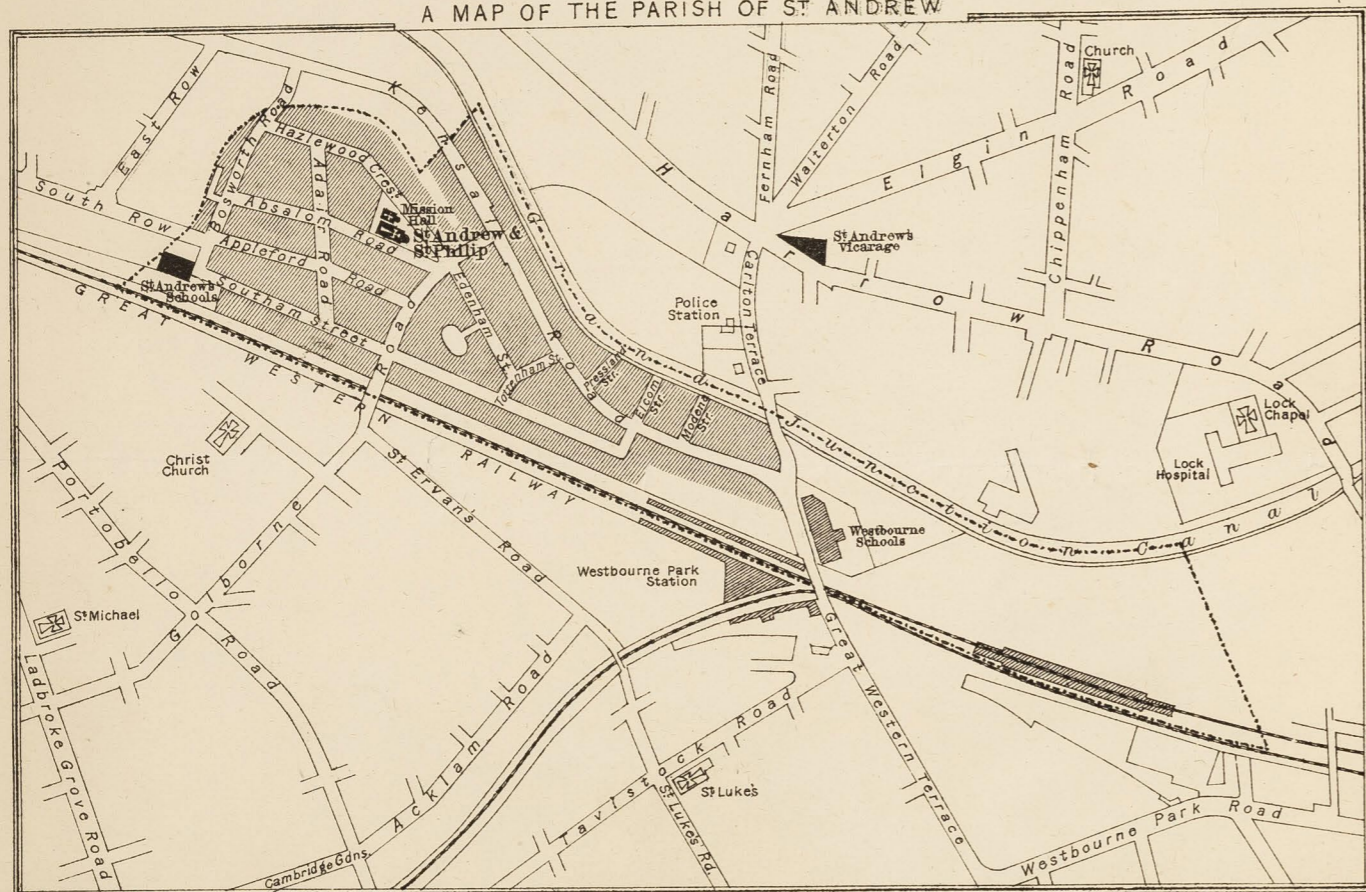 A MAP OF THE PARISH OF ST ANDREW
Church
East Row
Kensal Road
Bosworth Road
Hazlewood Crest
Adair Road
Fernham Road
Walterton Road
Elgin Road
Chippenham Road
South Row
Absalom Road
Mission
Hall
St Andrew &
St Phillip
Appleford Road
St Andrew's
Schools
Southam Street
Edenham St.
Harrow Road
St Andrew's
Vicarage
Carlton Terrace
Police
Station
Grand Junction Canal
Tottenham St.
Pressland
Str.
Elcom
Str
Modena
Str.
GREAT WESTERN RAILWAY
Lock
Chapel
Lock
Hospital
Christ
Church
Golborne Road
Portobello Road
St Ervan's Road
Westbourne
Schools
Westbourne Park
Station
St Michael
Ladbroke Grove Road
Acklam Road
Great Western Terrace
Tavistock Road
St Luke's
St Lukes Rd.
Cambridge Gdns.
Westbourne Park Road